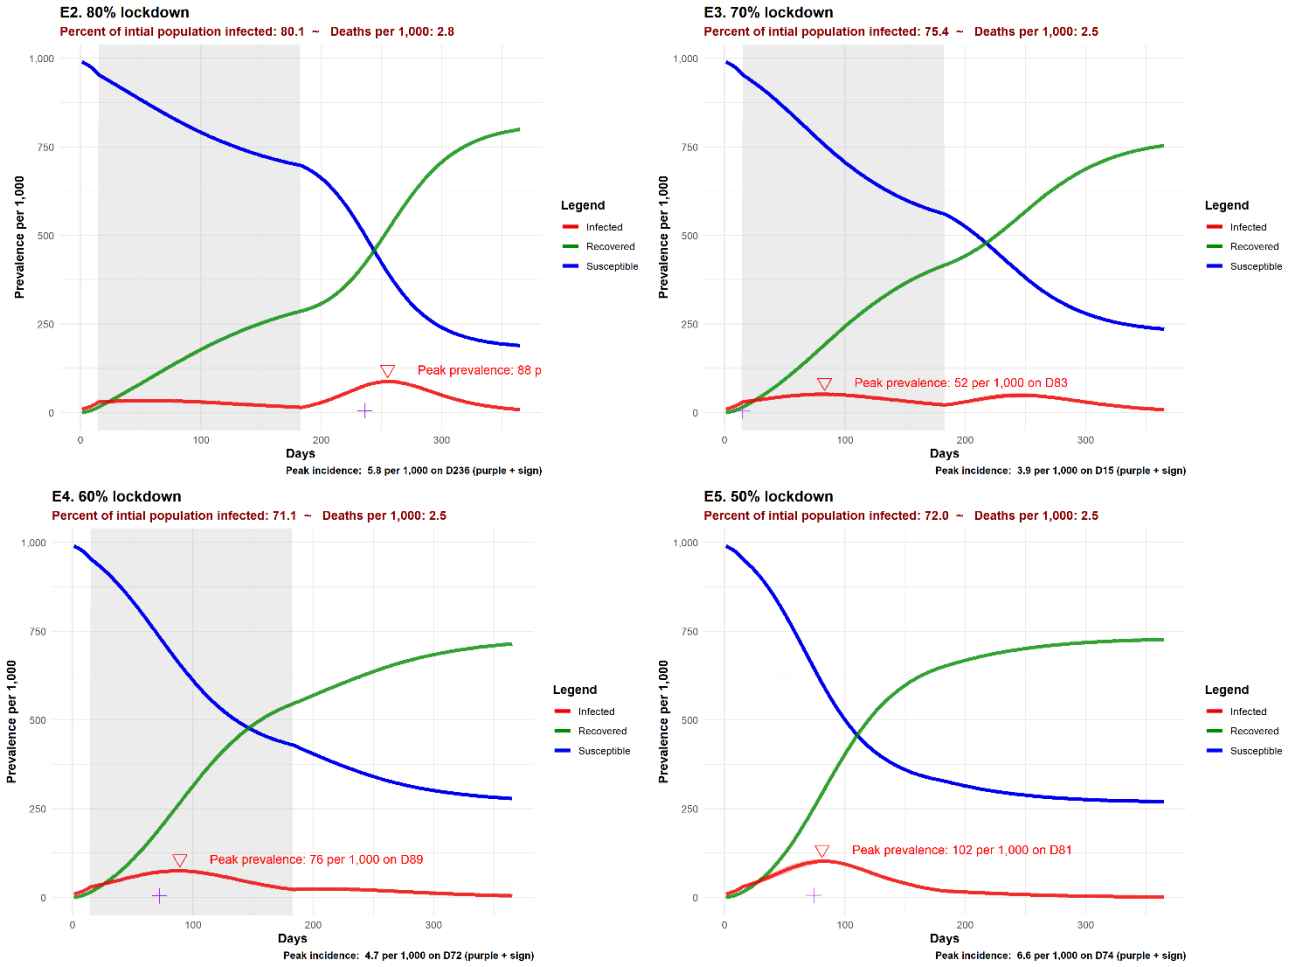 E2. 80% lockdown
Percent of intial population infected: 80.1 ~ Deaths per 1,000: 2.8
1,000
750
500
250
0
Prevalence per 1,000
Peak prevalence: 88 p
0 100 200 300
Days
Peak incidence: 5.8 per 1,000 on D236 (purple + sign)
Legend
Infected
Recovered
Susceptible
E3. 70% lockdown
Percent of intial population infected: 75.4 ~ Deaths per 1,000: 2.5
1,000
750
500
250
0
Prevalence per 1,000
Peak prevalence: 52 per 1,000 on D83
0 100 200 300
Days
Peak incidence: 3.9 per 1,000 on D15 (purple + sign)
Legend
Infected
Recovered
Susceptible
E4. 60% lockdown
Percent of intial population infected: 71.1 ~ Deaths per 1,000: 2.5
1,000
750
500
250
0
Prevalence per 1,000
Peak prevalence: 76 per 1,000 on D89
0 100 200 300
Days
Peak incidence: 4.7 per 1,000 on D72 (purple + sign)
Legend
Infected
Recovered
Susceptible
E5. 50% lockdown
Percent of intial population infected: 72.0 ~ Deaths per 1,000: 2.5
1,000
750
500
250
0
Prevalence per 1,000
Peak prevalence: 102 per 1,000 on D81
0 100 200 300
Days
Peak incidence: 6.6 per 1,000 on D74 (purple + sign)
Legend
Infected
Recovered
Susceptible